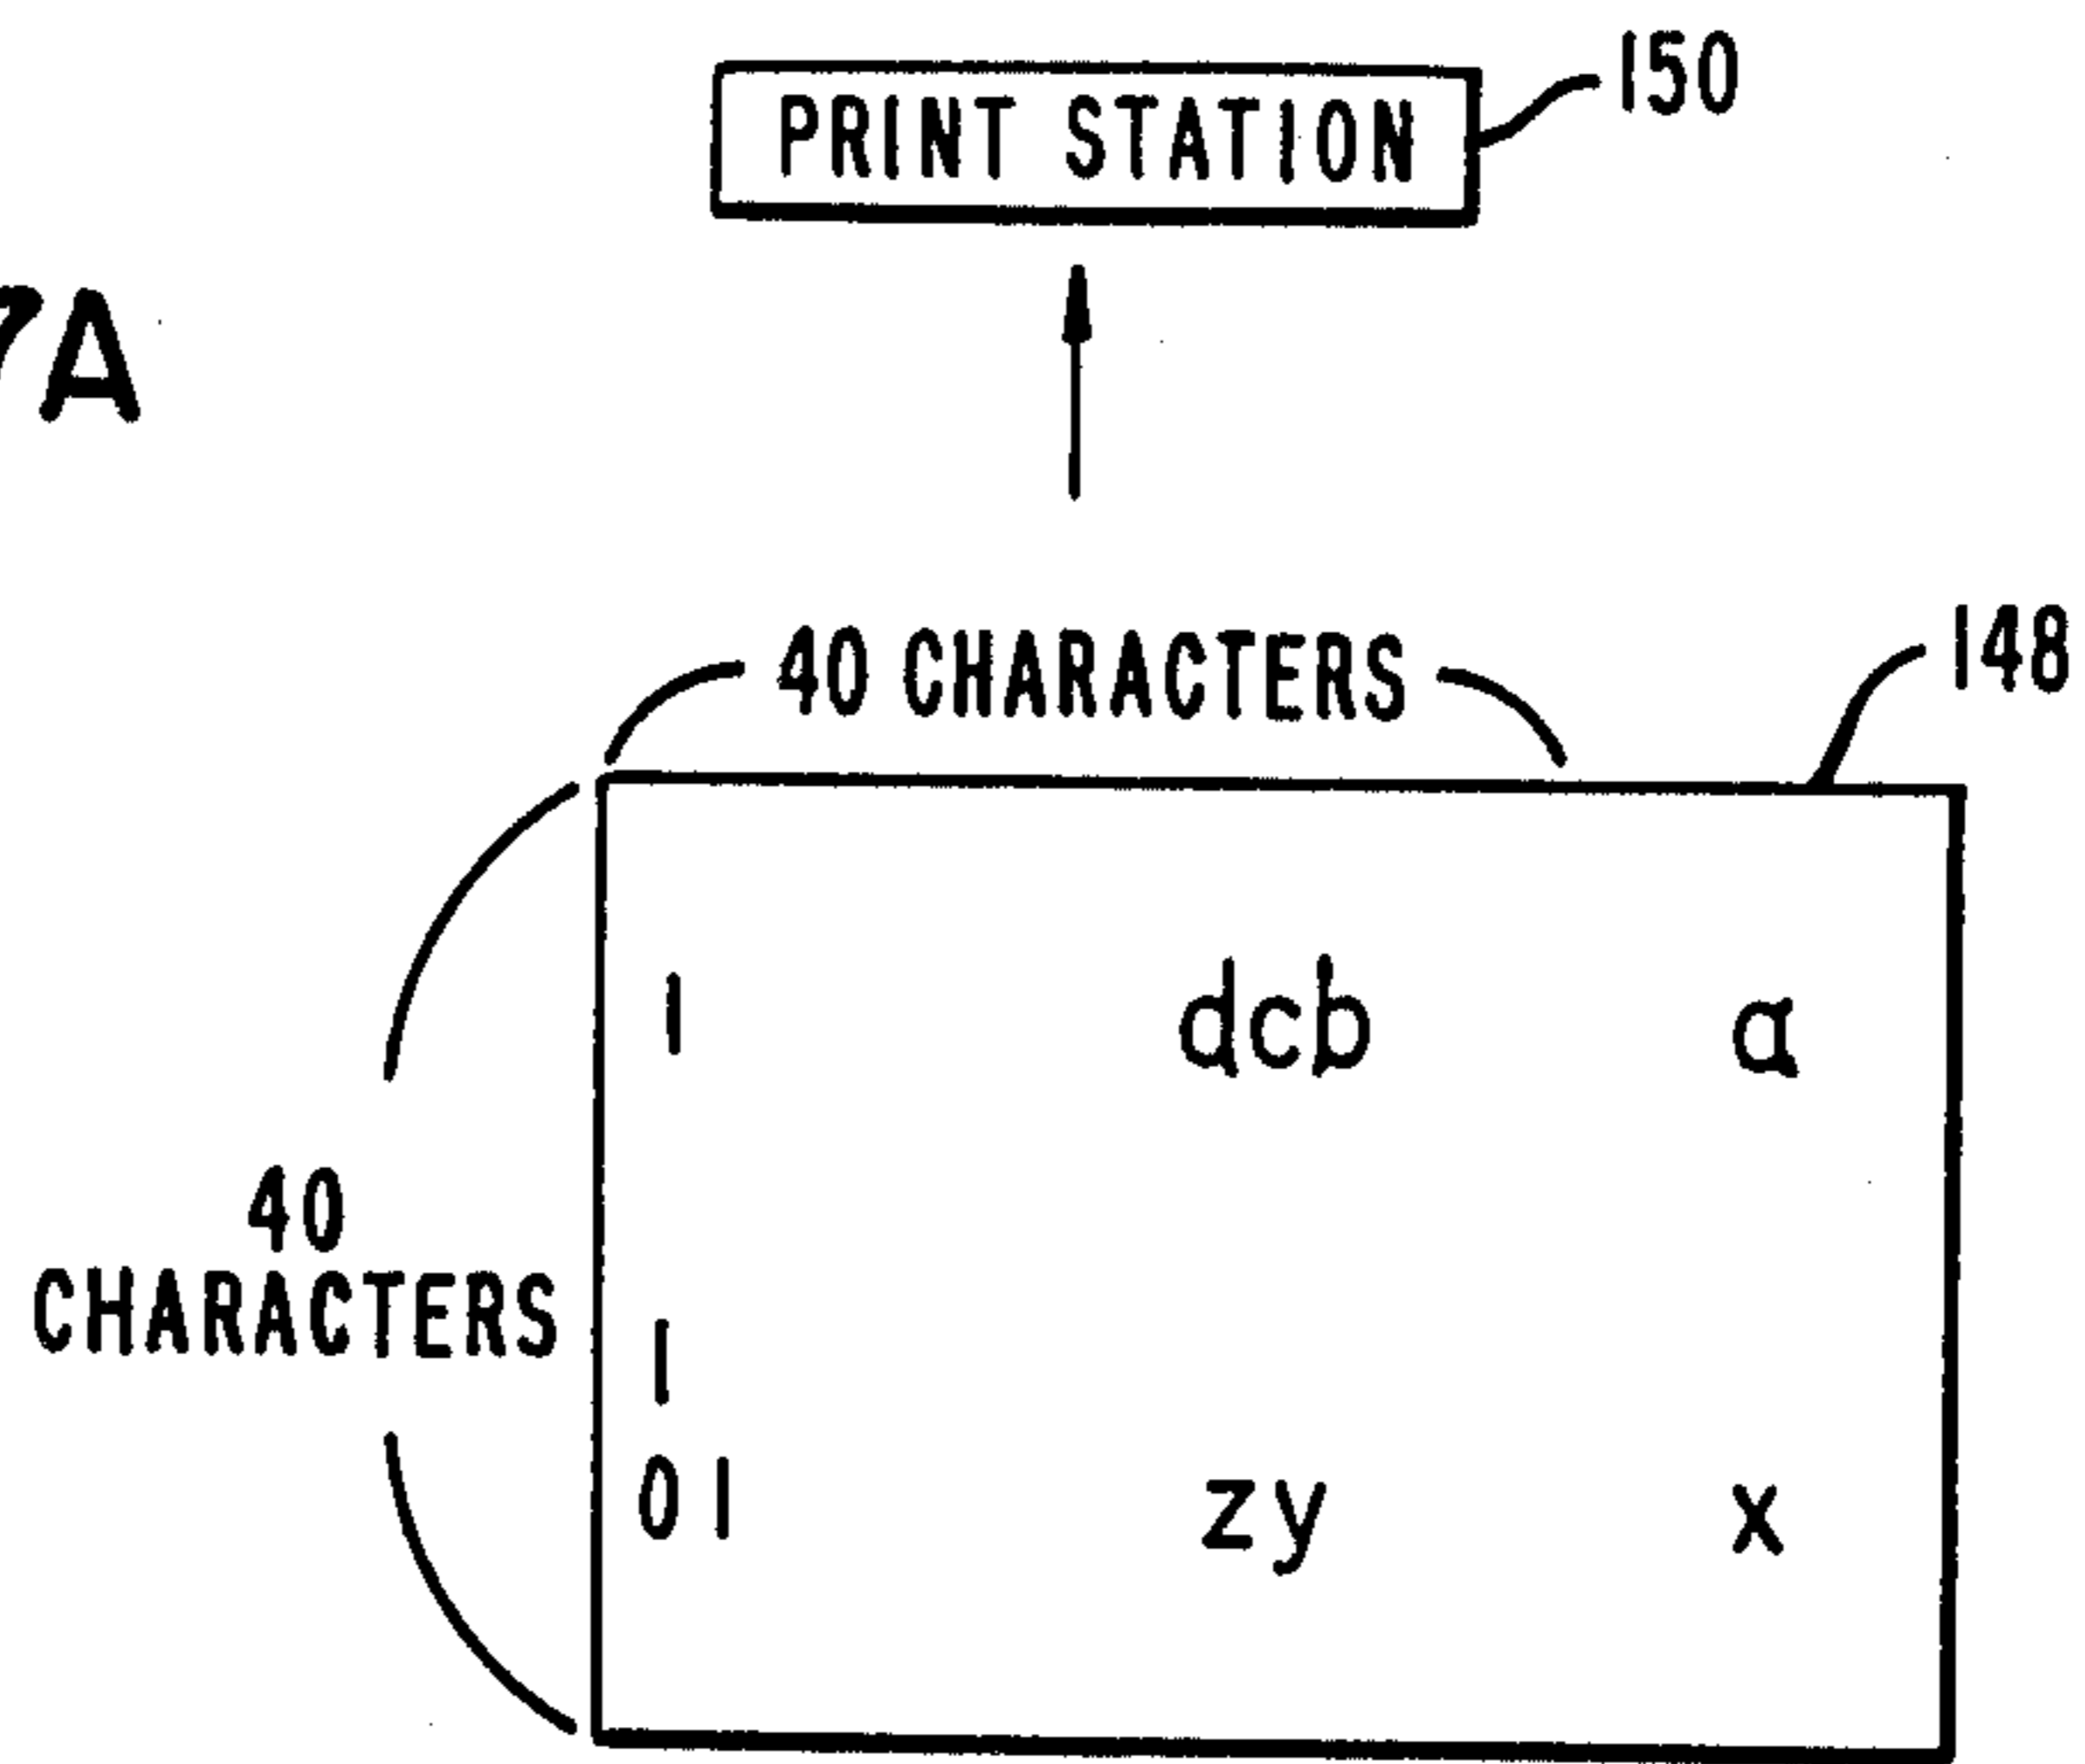 PRINT STATION 150
7A
40 CHARACTERS 148
1 dcb a
40
CHARACTERS
1
01 zy x